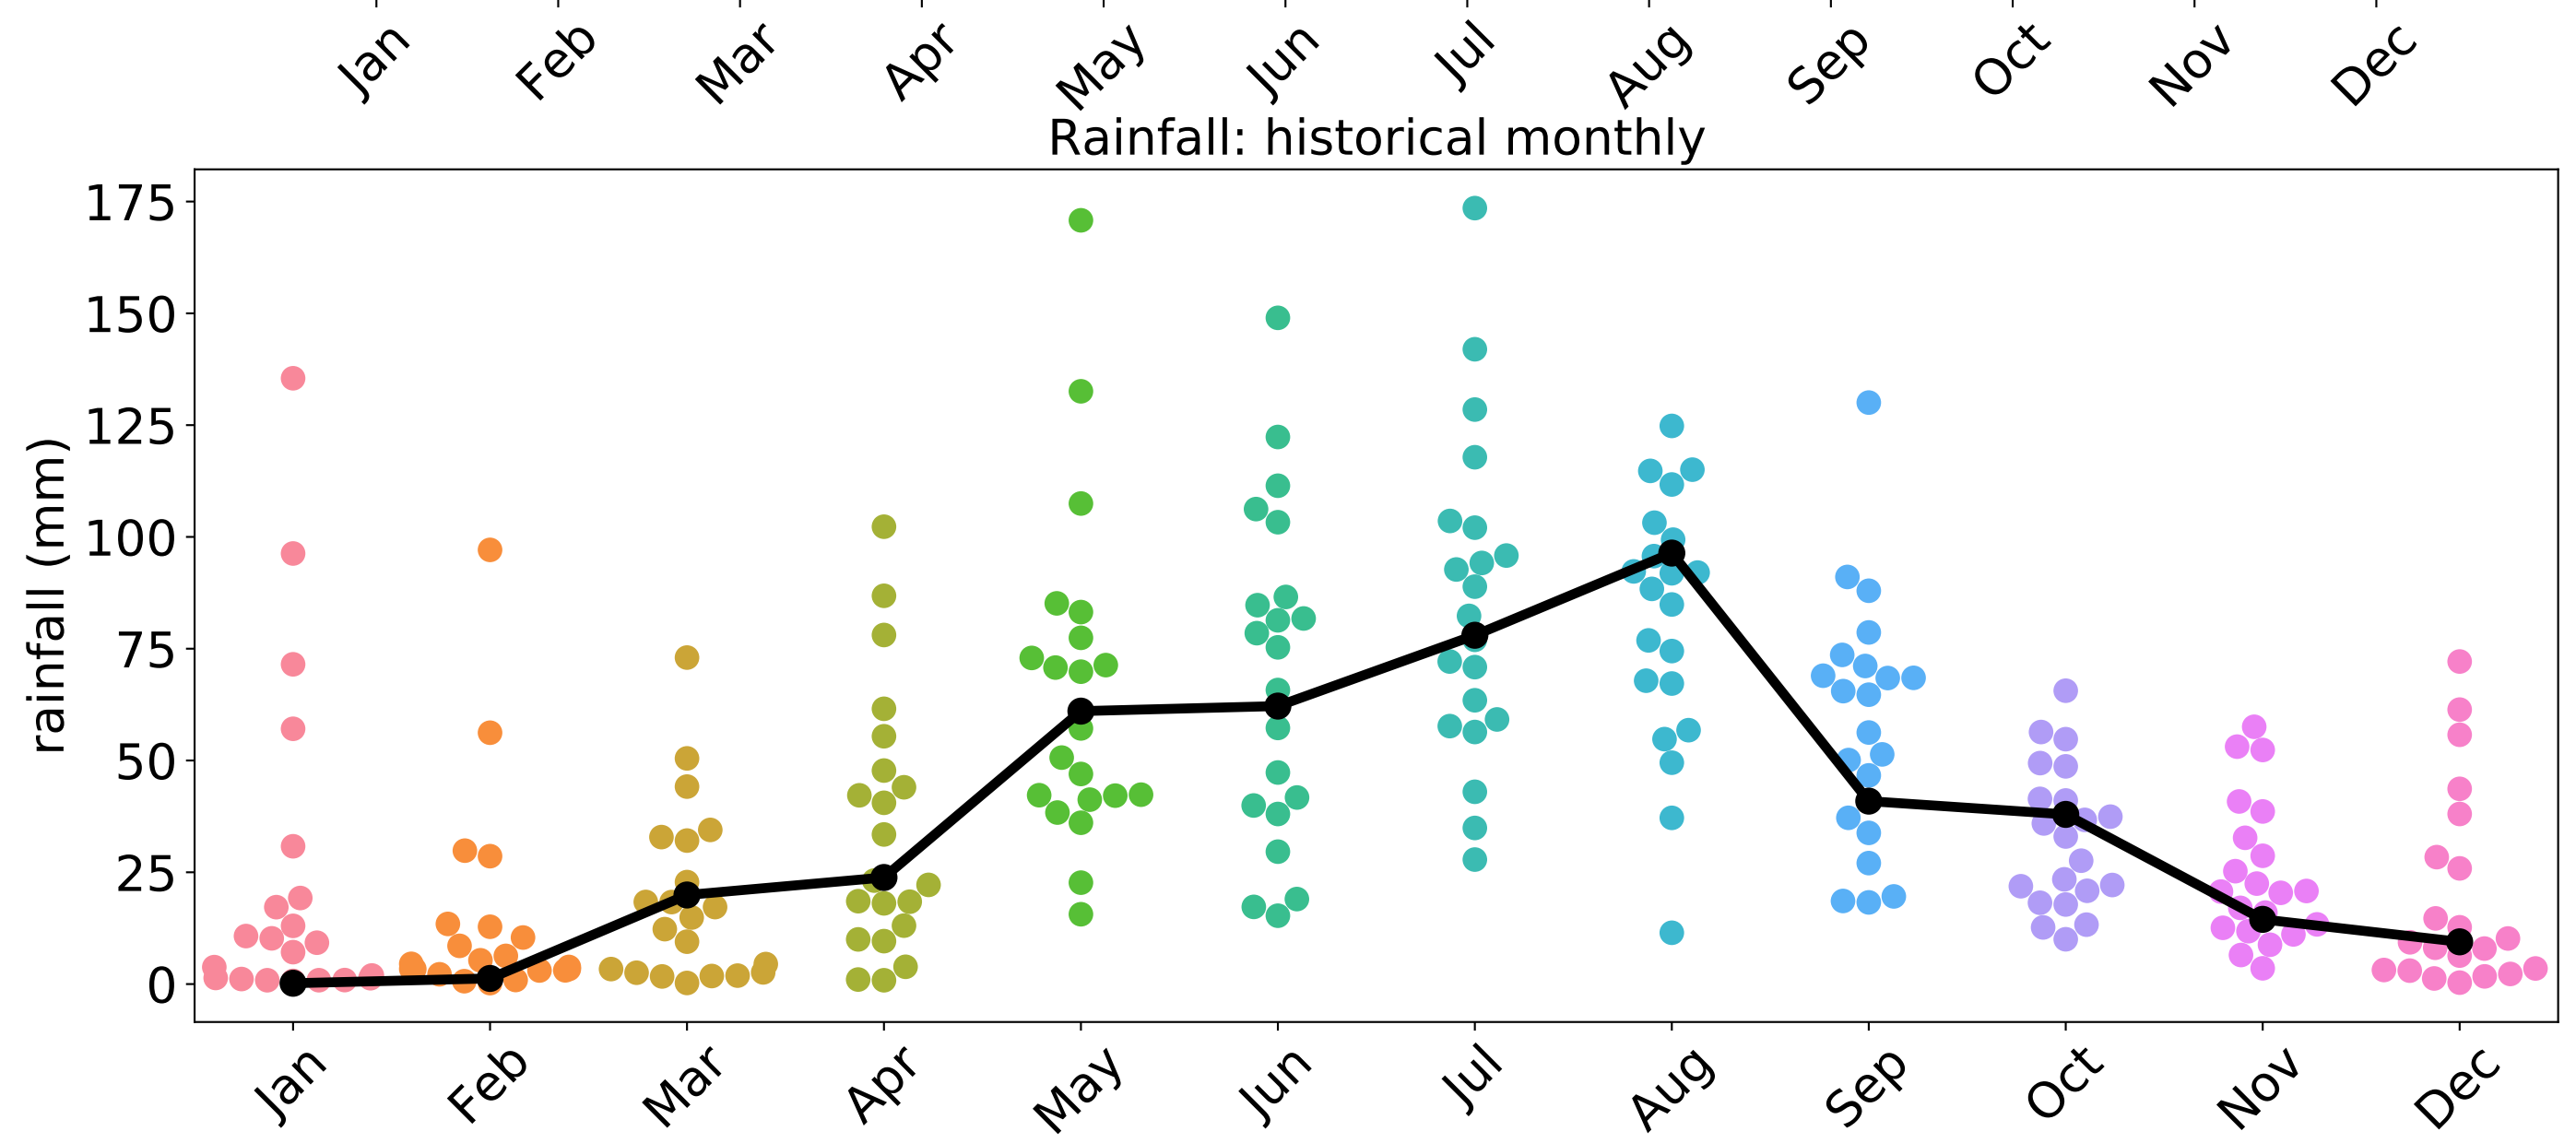 Jan Feb Mar Apr May Jun Jul Aug Sep Oct Nov Dec
Rainfall: historical monthly
175
150
125
100
75
50
25
0
rainfall (mm)
Jan Feb Mar Apr May Jun Jul Aug Sep Oct Nov Dec